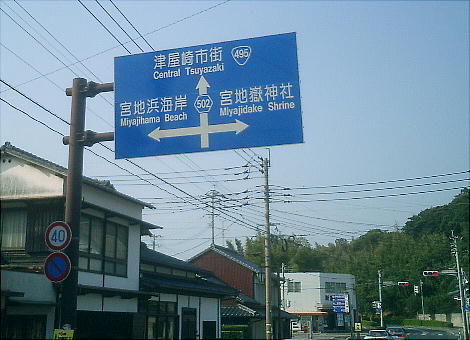 津屋崎市街 495
Central Tsuyazaki
宮地浜海岸 502 宮地嶽神社
Miyajihama Beach Miyajidake Shrine
40